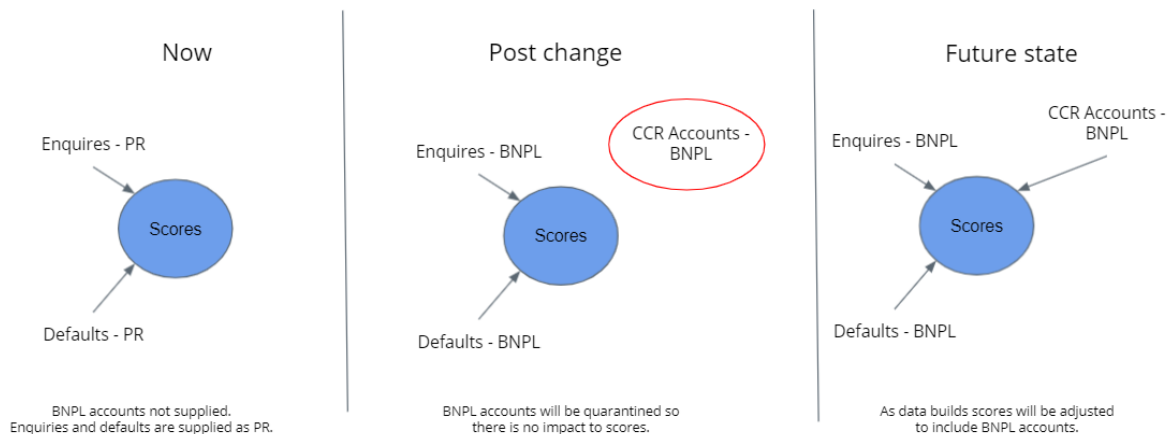 Now
Enquires - PR
Scores
Defaults - PR
BNPL accounts not supplied.
Enquiries and defaults are supplied as PR.
Post change
CCR Accounts -
BNPL
Enquires - BNPL
Scores
Defaults - BNPL
BNPL accounts will be quarantined so
there is no impact to scores.
Future state
CCR Accounts -
BNPL
Enquires - BNPL
Scores
Defaults - BNPL
As data builds scores will be adjusted
to include BNPL accounts.